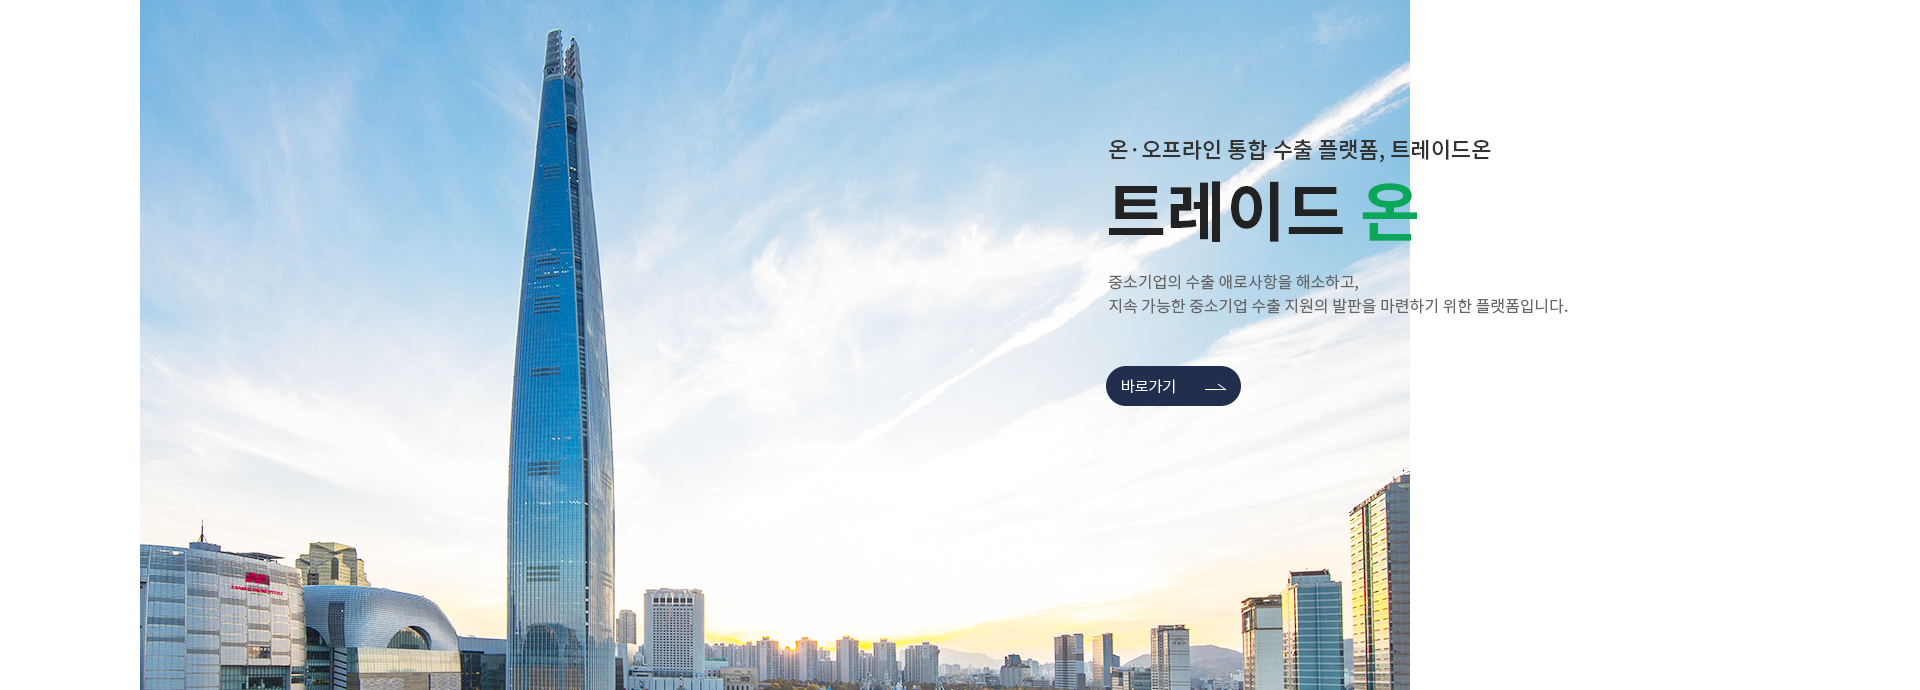 온·오프라인 통합 수출 플랫폼, 트레이드온
트레이드 온
중소기업의 수출 애로사항을 해소하고,
지속 가능한 중소기업 수출 지원의 발판을 마련하기 위한 플랫폼입니다.
바로가기